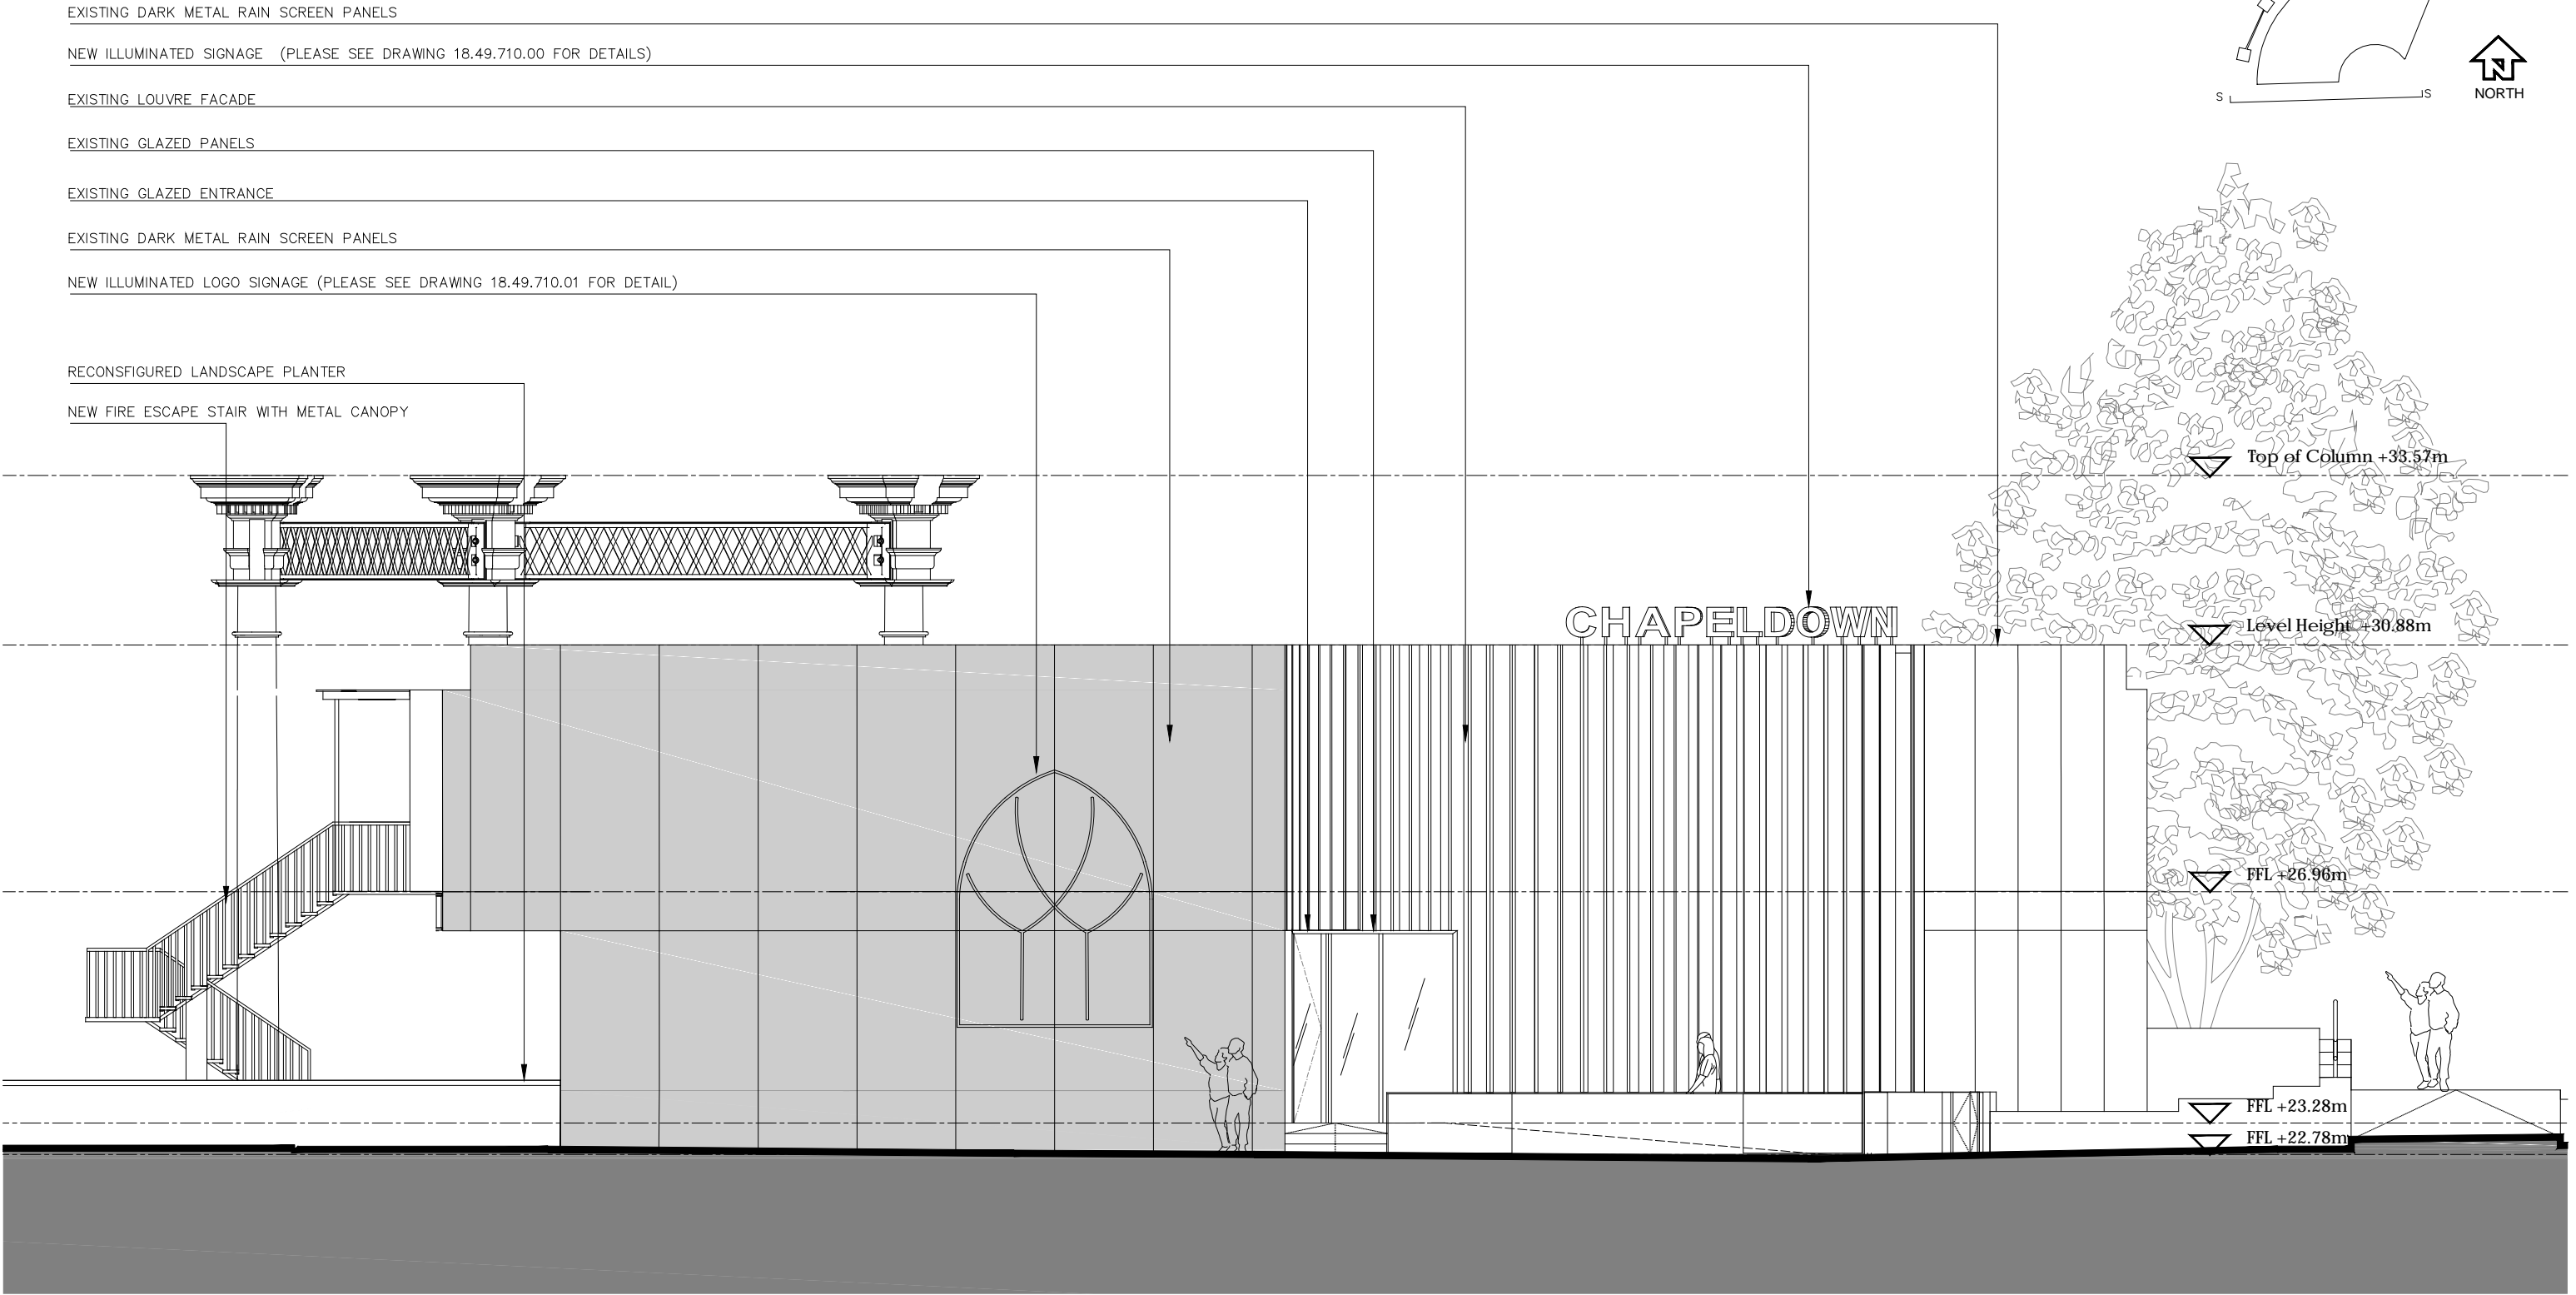 EXISTING DARK METAL RAIN SCREEN PANELS
NEW ILLUMINATED SIGNAGE (PLEASE SEE DRAWING 18.49.710.00 FOR DETAILS)
EXISTING LOUVRE FACADE
EXISTING GLAZED PANELS
EXISTING GLAZED ENTRANCE
EXISTING DARK METAL RAIN SCREEN PANELS
NEW ILLUMINATED LOGO SIGNAGE (PLEASE SEE DRAWING 18.49.710.01 FOR DETAIL)
RECONSFIGURED LANDSCAPE PLANTER
NEW FIRE ESCAPE STAIR WITH METAL CANOPY
S S
N
NORTH
Top of Column +33.57m
CHAPELDOWN
Level Height +30.88m
FFL +26.96m
FFL +23.28m
FFL +22.78m